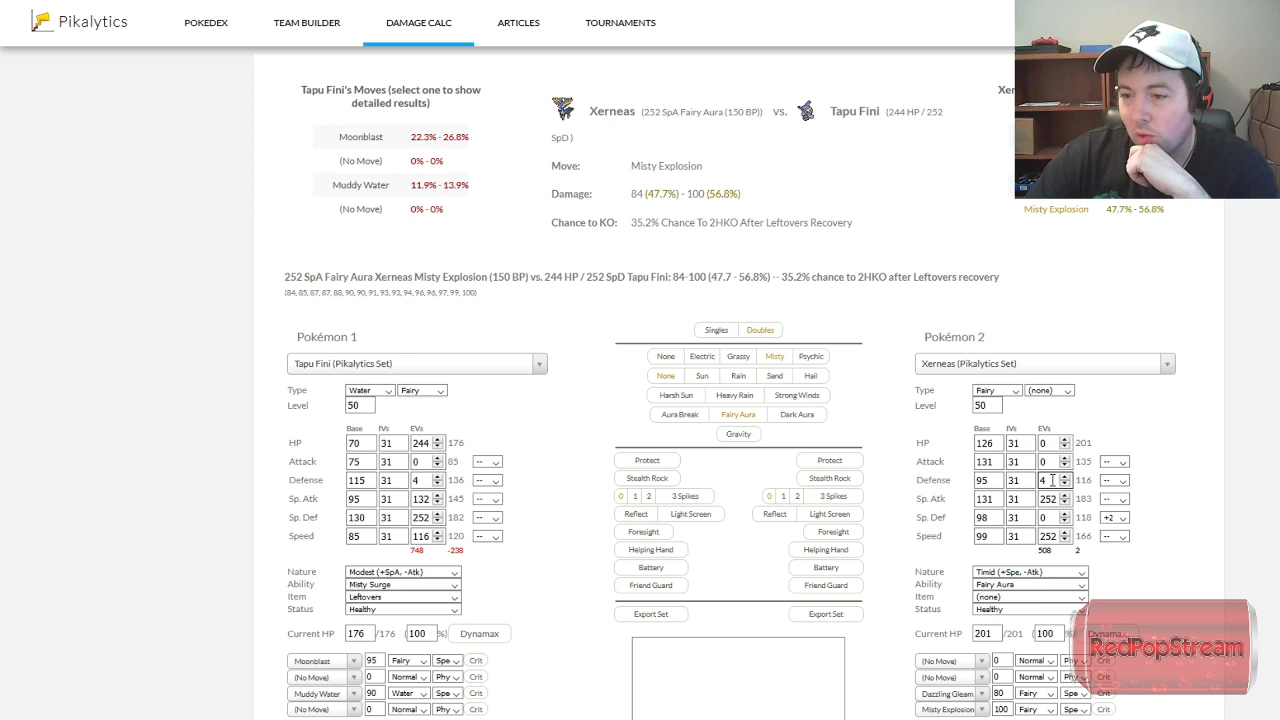 Pikalytics
POKEDEX TEAM BUILDER DAMAGE CALC ARTICLES TOURNAMENTS
Tapu Fini's Moves (select one to show
detailed results)
Moonblast 22.3% - 26.8%
(No Move) 0% - 0%
Muddy Water 11.9% - 13.9%
(No Move) 0% - 0%
Xerneas (252 SpA Fairy Aura (150 BP)) vs. Tapu Fini (244 HP / 252
SpD )
Move: Misty Explosion
Damage: 84 (47.7%) - 100 (56.8%)
Chance to KO: 35.2% Chance To 2HKO After Leftovers Recovery
Misty Explosion 47.7% - 56.8%
252 SpA Fairy Aura Xerneas Misty Explosion (150 BP) vs. 244 HP / 252 SpD Tapu Fini: 84-100 (47.7 - 56.8%) -- 35.2% chance to 2HKO after Leftovers recovery
(84, 85, 87, 87, 88, 90, 90, 91, 93, 93, 94, 96, 96, 97, 99, 100)
Pokémon 1
Tapu Fini (Pikalytics Set)
Type Water Fairy
Level 50
Base IVs EVs
HP 70 31 244 176
Attack 75 31 0 85 --
Defense 115 31 4 136 --
Sp. Atk 95 31 132 145 --
Sp. Def 130 31 252 182 --
Speed 85 31 116 120 --
748 -238
Nature Modest (+SpA, -Atk)
Ability Misty Surge
Item Leftovers
Status Healthy
Current HP 176 /176 (100 %) Dynamax
Moonblast 95 Fairy Spe Crit
(No Move) 0 Normal Phy Crit
Muddy Water 90 Water Spe Crit
(No Move) 0 Normal Phy Crit
Singles Doubles
None Electric Grassy Misty Psychic
None Sun Rain Sand Hail
Harsh Sun Heavy Rain Strong Winds
Aura Break Fairy Aura Dark Aura
Gravity
Protect Protect
Stealth Rock Stealth Rock
0 1 2 3 Spikes 0 1 2 3 Spikes
Reflect Light Screen Reflect Light Screen
Foresight Foresight
Helping Hand Helping Hand
Battery Battery
Friend Guard Friend Guard
Export Set Export Set
Pokémon 2
Xerneas (Pikalytics Set)
Type Fairy (none)
Level 50
Base IVs EVs
HP 126 31 0 201
Attack 131 31 0 135 --
Defense 95 31 4 116 --
Sp. Atk 131 31 252 183 --
Sp. Def 98 31 0 118 +2
Speed 99 31 252 166 --
508 2
Nature Timid (+Spe, -Atk)
Ability Fairy Aura
Item (none)
Status Healthy
Current HP 201 /201 (100 %) Dynamax
(No Move) 0 Normal Phy Crit
(No Move) 0 Normal Phy Crit
Dazzling Gleam 80 Fairy Spe Crit
Misty Explosion 100 Fairy Spe Crit
RedPopStream